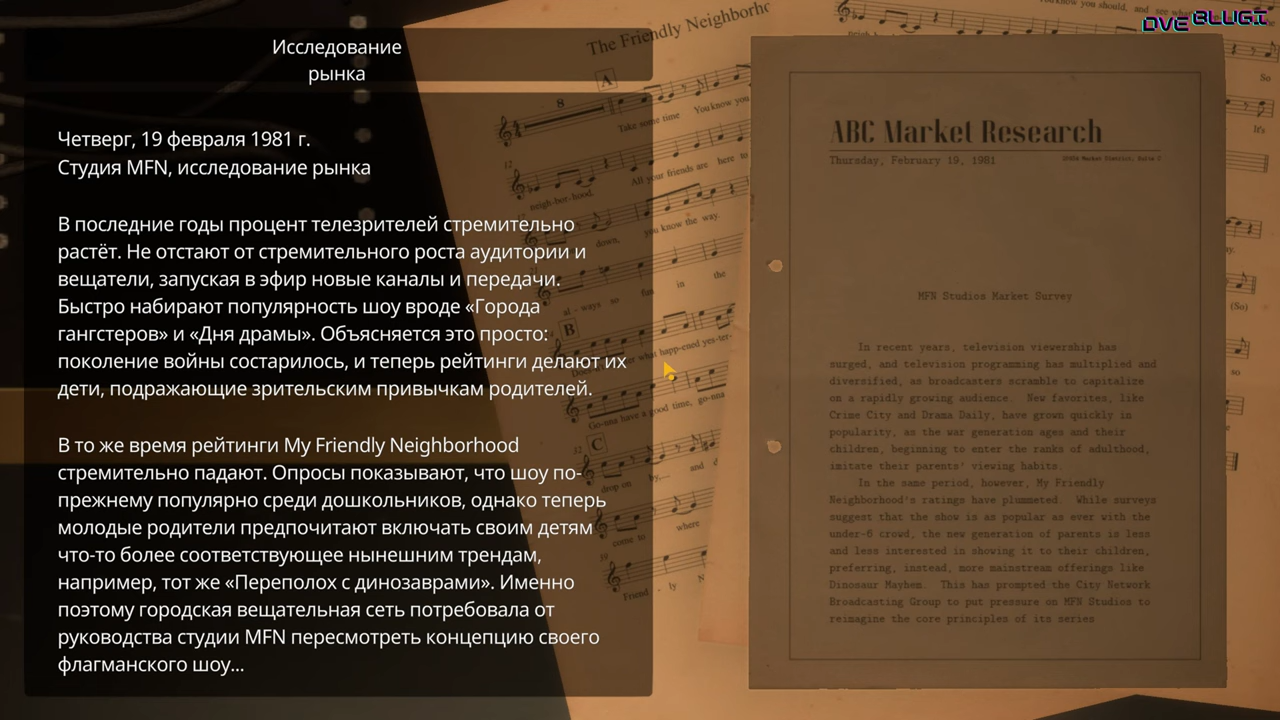 Исследование
рынка
Четверг, 19 февраля 1981 г.
Студия MFN, исследование рынка
В последние годы процент телезрителей стремительно
растёт. Не отстают от стремительного роста аудитории и
вещатели, запуская в эфир новые каналы и передачи.
Быстро набирают популярность шоу вроде «Города
гангстеров» и «Дня драмы». Объясняется это просто:
поколение войны состарилось, и теперь рейтинги делают их
дети, подражающие зрительским привычкам родителей.
В то же время рейтинги My Friendly Neighborhood
стремительно падают. Опросы показывают, что шоу по-
прежнему популярно среди дошкольников, однако теперь
молодые родители предпочитают включать своим детям
что-то более соответствующее нынешним трендам,
например, тот же «Переполох с динозаврами». Именно
поэтому городская вещательная сеть потребовала от
руководства студии MFN пересмотреть концепцию своего
флагманского шоу...
The Friendly Neighborho
A
8
Take some time You know you
All your friends are here to
neigh-bor-hood.
down, you know the way.
al - ways so fun in the
B
what happ-ened yes-ter-
Go-nna have a good time, go-nna
C
drop on by,... and
come to where
Friend - ly N
ABC Market Research
Thursday, February 19, 1981
MFN Studios Market Survey
In recent years, television viewership has
surged, and television programming has multiplied and
diversified, as broadcasters scramble to capitalize
on a rapidly growing audience. New favorites, like
Crime City and Drama Daily, have grown quickly in
popularity, as the war generation ages and their
children, beginning to enter the ranks of adulthood,
imitate their parents' viewing habits.
In the same period, however, My Friendly
Neighborhood's ratings have plummeted. While surveys
suggest that the show is as popular as ever with the
under-6 crowd, the new generation of parents is less
and less interested in showing it to their children,
preferring, instead, more mainstream offerings like
Dinosaur Mayhem. This has prompted the City Network
Broadcasting Group to put pressure on MFN Studios to
reimagine the core principles of its series
DVE BLUGI
So
It's
(So)
so